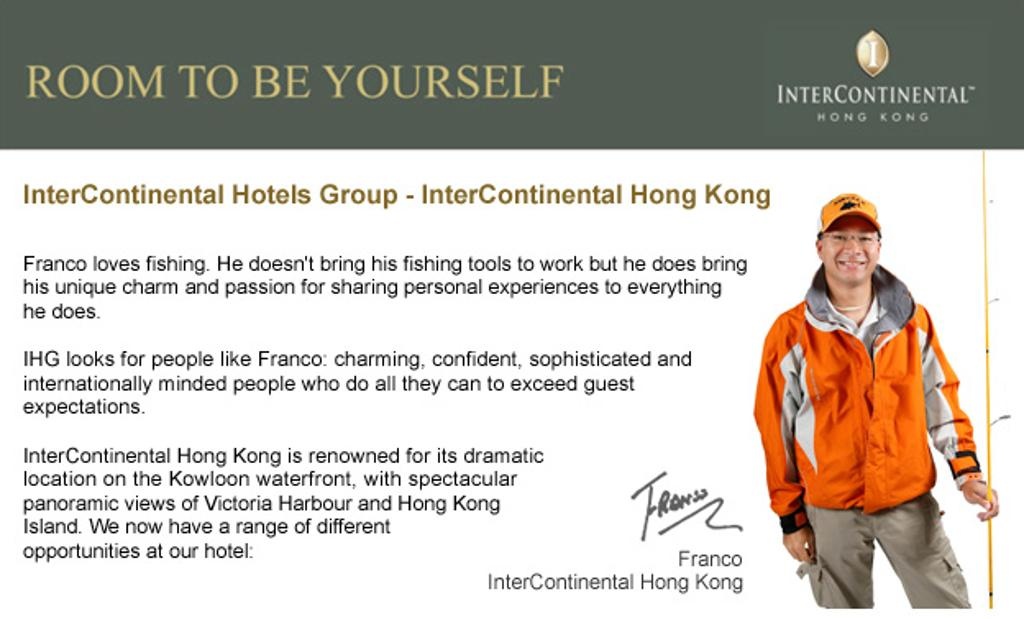 ROOM TO BE YOURSELF
I
INTERCONTINENTAL™
HONG KONG
InterContinental Hotels Group - InterContinental Hong Kong
Franco loves fishing. He doesn't bring his fishing tools to work but he does bring
his unique charm and passion for sharing personal experiences to everything
he does.
IHG looks for people like Franco: charming, confident, sophisticated and
internationally minded people who do all they can to exceed guest
expectations.
InterContinental Hong Kong is renowned for its dramatic
location on the Kowloon waterfront, with spectacular
panoramic views of Victoria Harbour and Hong Kong
Island. We now have a range of different
opportunities at our hotel:
FRANCO
Franco
InterContinental Hong Kong